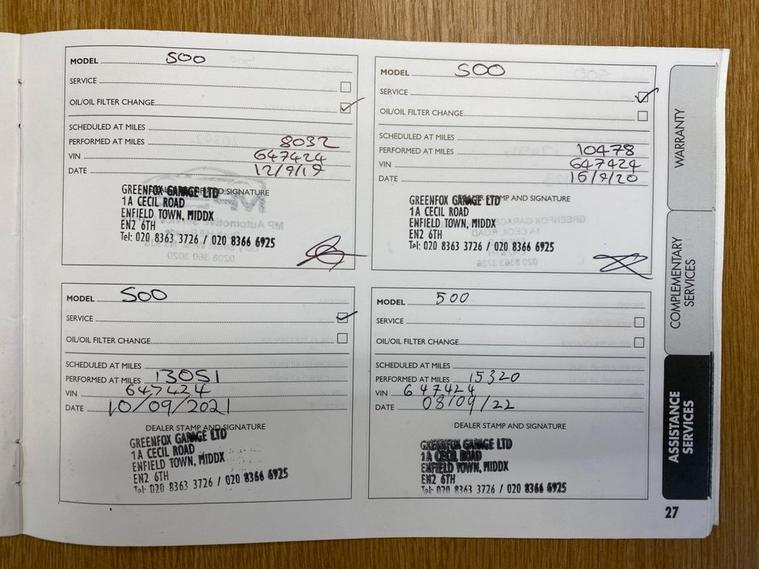 MODEL 500
SERVICE
OIL/OIL FILTER CHANGE
SCHEDULED AT MILES
PERFORMED AT MILES 8032
VIN 647424
DATE 12/9/19
AND SIGNATURE
GREENFOX GARAGE LTD
1A CECIL ROAD
ENFIELD TOWN, MIDDX
EN2 6TH
Tel: 020 8363 3726 / 020 8366 6925
MODEL 500
SERVICE
OIL/OIL FILTER CHANGE
SCHEDULED AT MILES
PERFORMED AT MILES 10478
VIN 647424
DATE 16/9/20
DEALER STAMP AND SIGNATURE
GREENFOX GARAGE LTD
1A CECIL ROAD
ENFIELD TOWN, MIDDX
EN2 6TH
Tel: 020 8363 3726 / 020 8366 6925
MODEL 500
SERVICE
OIL/OIL FILTER CHANGE
SCHEDULED AT MILES
PERFORMED AT MILES 13051
VIN 647424
DATE 10/09/2021
DEALER STAMP AND SIGNATURE
GREENFOX GARAGE LTD
1A CECIL ROAD
ENFIELD TOWN, MIDDX
EN2 6TH
Tel: 020 8363 3726 / 020 8366 6925
MODEL 500
SERVICE
OIL/OIL FILTER CHANGE
SCHEDULED AT MILES
PERFORMED AT MILES 15320
VIN 647424
DATE 08/09/22
DEALER STAMP AND SIGNATURE
GREENFOX GARAGE LTD
1A CECIL ROAD
ENFIELD TOWN, MIDDX
EN2 6TH
Tel: 020 8363 3726 / 020 8366 6925
WARRANTY
COMPLEMENTARY
SERVICES
ASSISTANCE
SERVICES
27